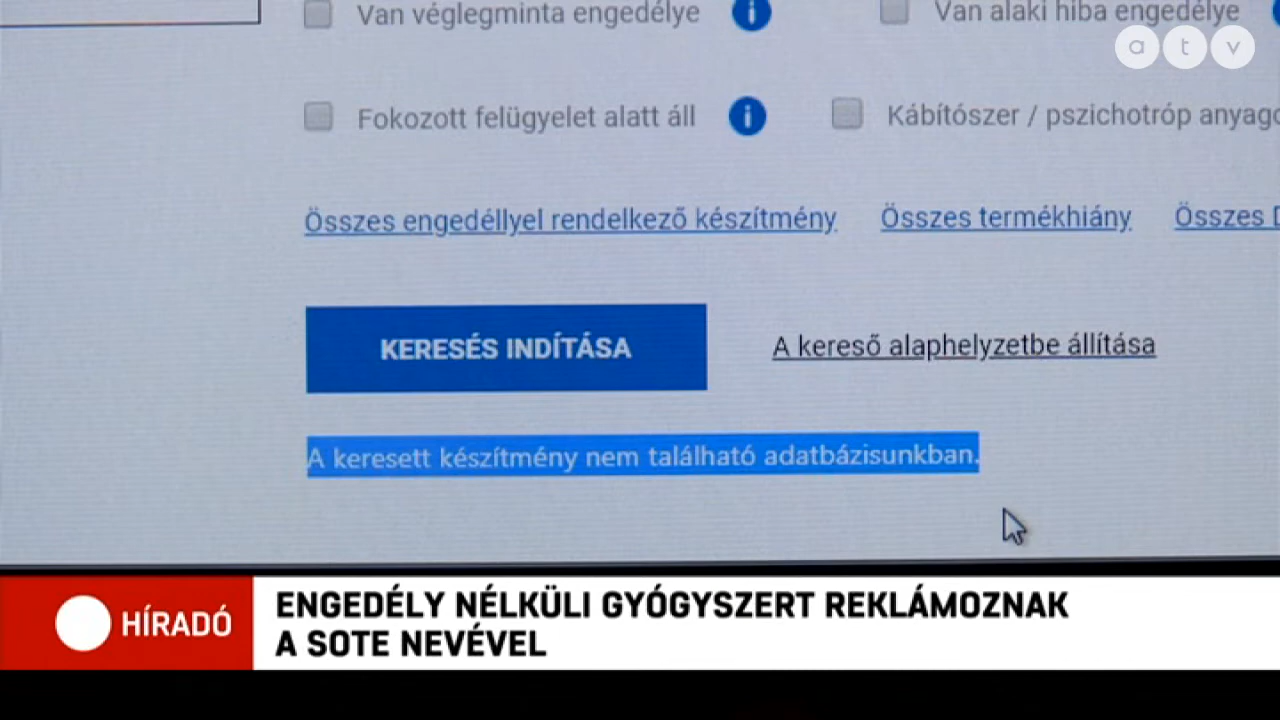 Van véglegminta engedélye
Van alaki hiba engedélye
atv
Fokozott felügyelet alatt áll
Kábítószer / pszichotróp
Összes engedéllyel rendelkező készítmény
Összes termékhiány
Összes
KERESÉS INDÍTÁSA
A kereső alaphelyzetbe állítása
A keresett készítmény nem található adatbázisunkban.
HÍRADÓ
ENGEDÉLY NÉLKÜLI GYÓGYSZERT REKLÁMOZNAK
A SOTE NEVÉVEL